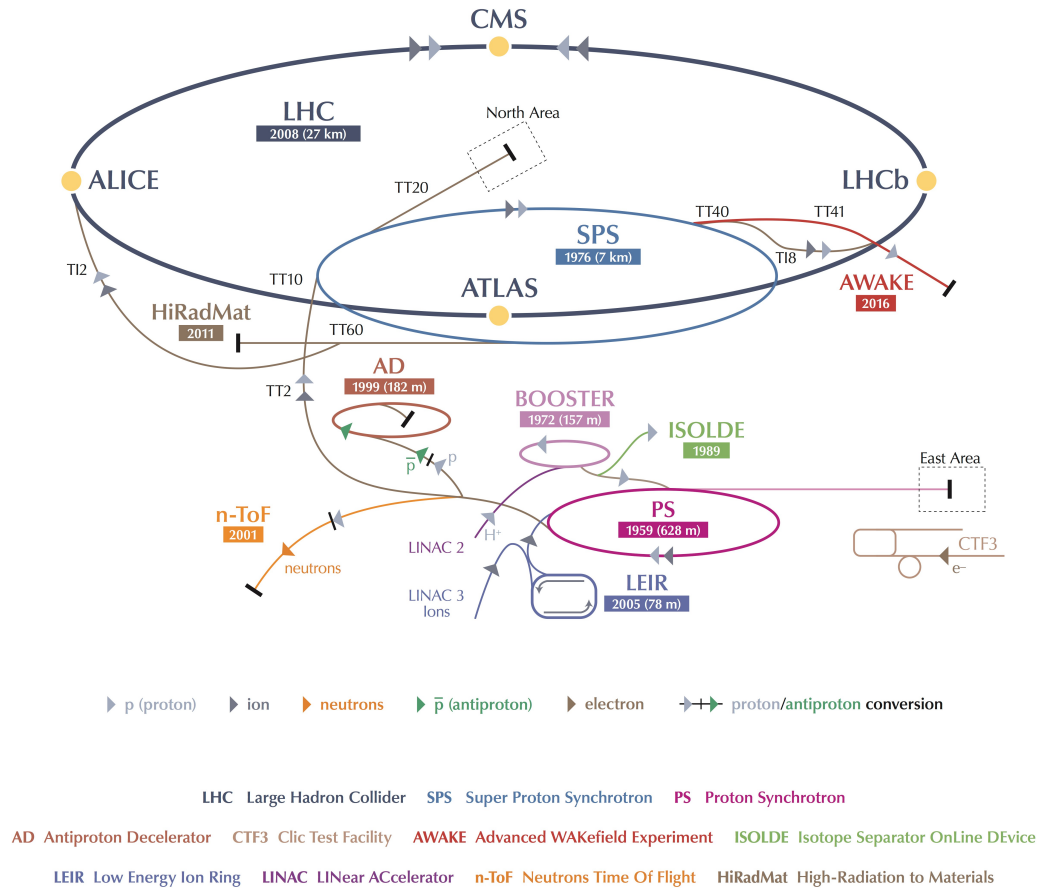 CMS
LHC
2008 (27 km)
North Area
ALICE
TT20
LHCb
TT40
TT41
SPS
1976 (7 km)
TI8
TI2
TT10
AWAKE
2016
ATLAS
HiRadMat
2011
TT60
AD
1999 (182 m)
TT2
BOOSTER
1972 (157 m)
ISOLDE
1989
p̅
p
East Area
n-ToF
2001
PS
1959 (628 m)
H⁺
LINAC 2
CTF3
e⁻
neutrons
LEIR
2005 (78 m)
LINAC 3
Ions
p (proton)
ion
neutrons
p̅ (antiproton)
electron
proton/antiproton conversion
LHC Large Hadron Collider SPS Super Proton Synchrotron PS Proton Synchrotron
AD Antiproton Decelerator CTF3 Clic Test Facility AWAKE Advanced WAKefield Experiment ISOLDE Isotope Separator OnLine DEvice
LEIR Low Energy Ion Ring LINAC LINear ACcelerator n-ToF Neutrons Time Of Flight HiRadMat High-Radiation to Materials